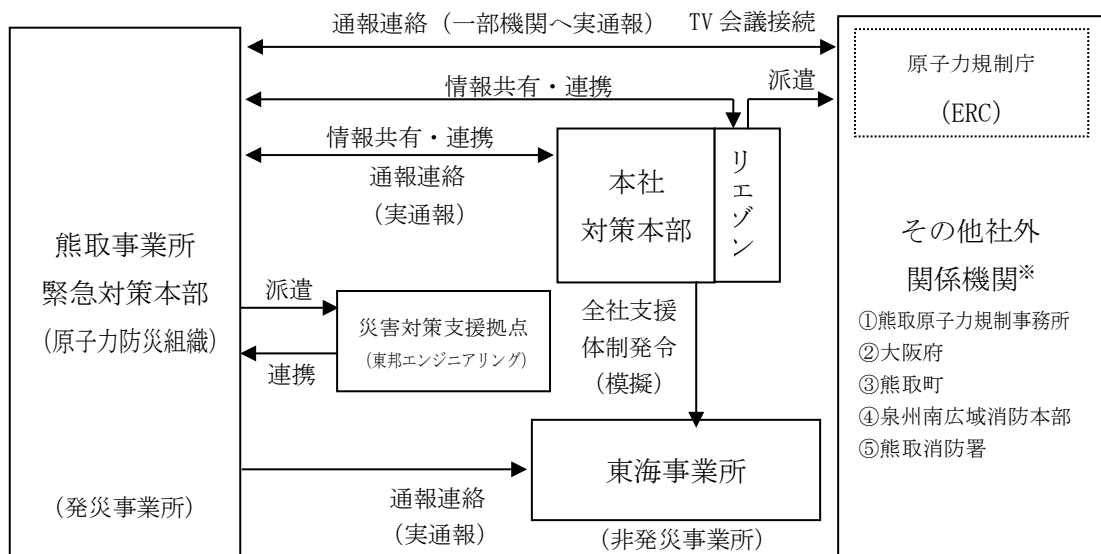 通報連絡（一部機関へ実通報）　TV 会議接続
情報共有・連携
派遣
原子力規制庁
(ERC)
情報共有・連携
通報連絡
（実通報）
本社
対策本部
リエゾン
熊取事業所
緊急対策本部
(原子力防災組織)
（発災事業所）
派遣
災害対策支援拠点
（東邦エンジニアリング）
連携
全社支援
体制発令
（模擬）
東海事業所
（非発災事業所）
通報連絡
（実通報）
その他社外
関係機関※
①熊取原子力規制事務所
②大阪府
③熊取町
④泉州南広域消防本部
⑤熊取消防署